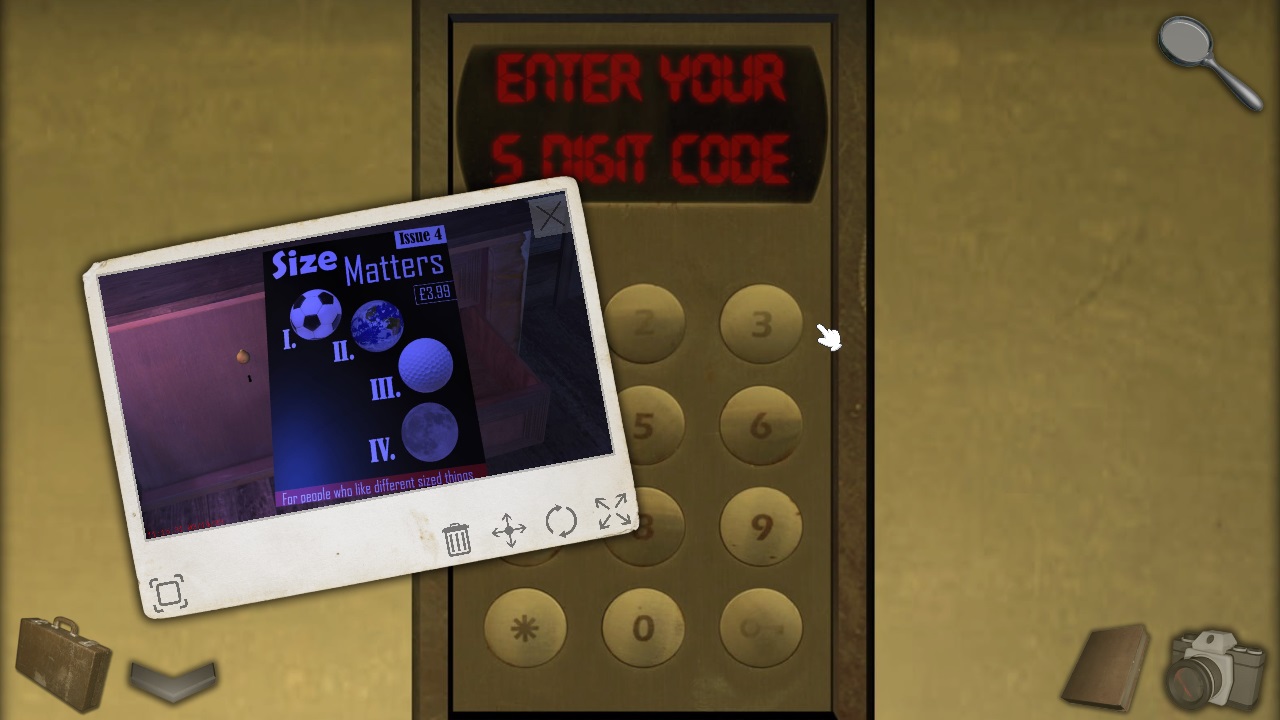 ENTER YOUR
5 DIGIT CODE
Issue 4
Size Matters
£3.99
I.
II.
III.
IV.
For people who like different sized things
2 3
5 6
8 9
* 0